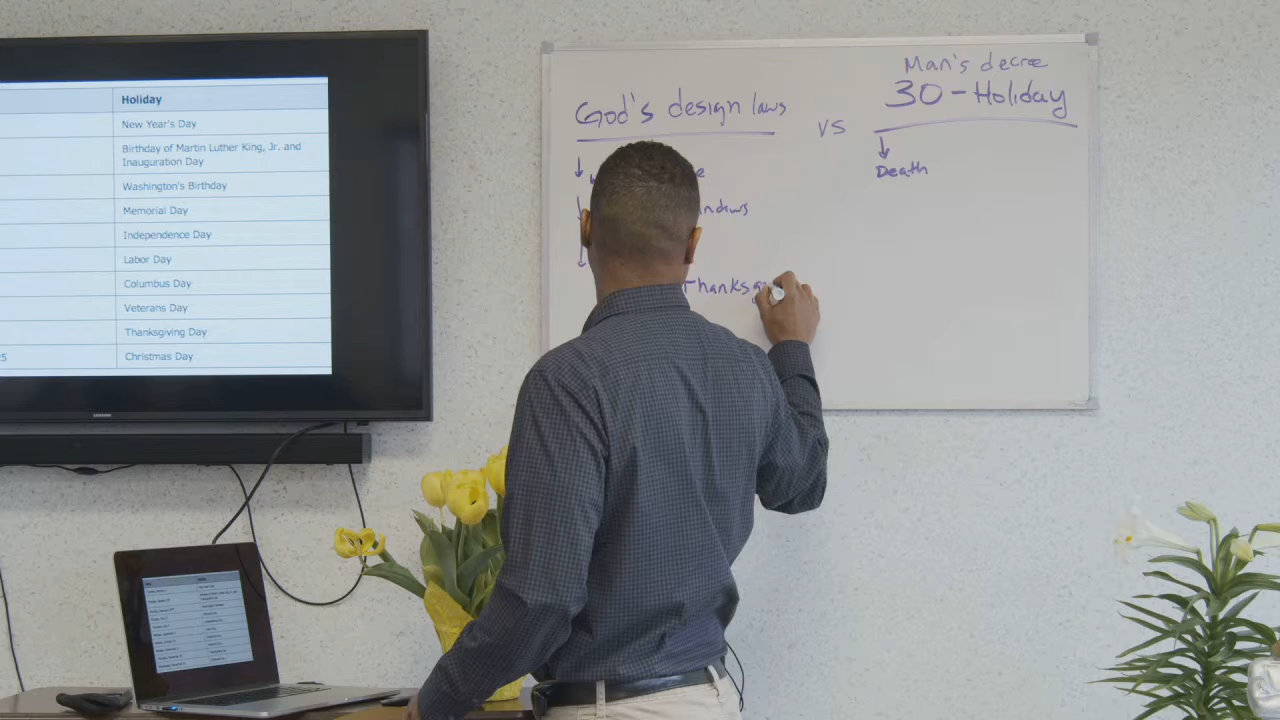 Holiday
New Year's Day
Birthday of Martin Luther King, Jr. and
Inauguration Day
Washington's Birthday
Memorial Day
Independence Day
Labor Day
Columbus Day
Veterans Day
Thanksgiving Day
Christmas Day
SAMSUNG
God's design laws
vs
Man's decree
30-Holiday
Death